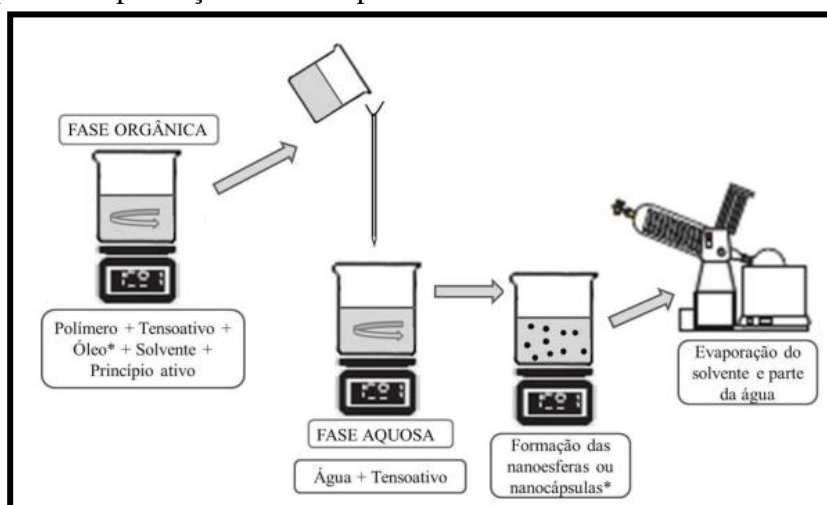 FASE ORGÂNICA
Polímero + Tensoativo +
Óleo* + Solvente +
Princípio ativo
FASE AQUOSA
Água + Tensoativo
Formação das
nanoesferas ou
nanocápsulas*
Evaporação do
solvente e parte
da água